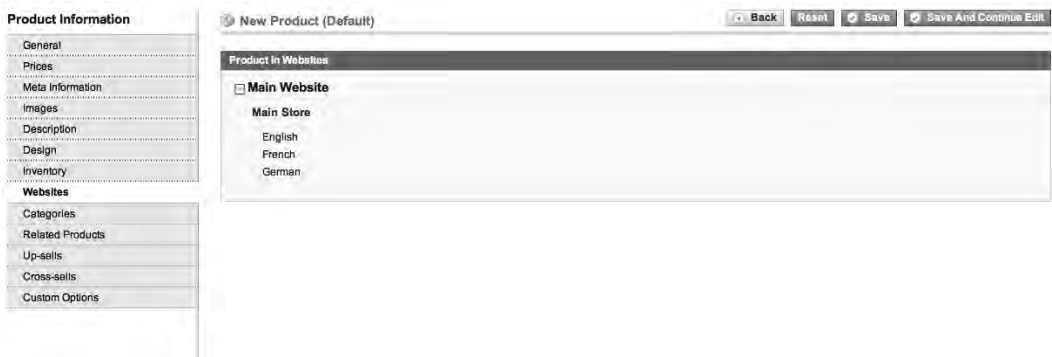 Product Information
General
Prices
Meta Information
Images
Description
Design
Inventory
Websites
Categories
Related Products
Up-sells
Cross-sells
Custom Options
New Product (Default)
Back Reset Save Save And Continue Edit
Product In Websites
Main Website
Main Store
English
French
German